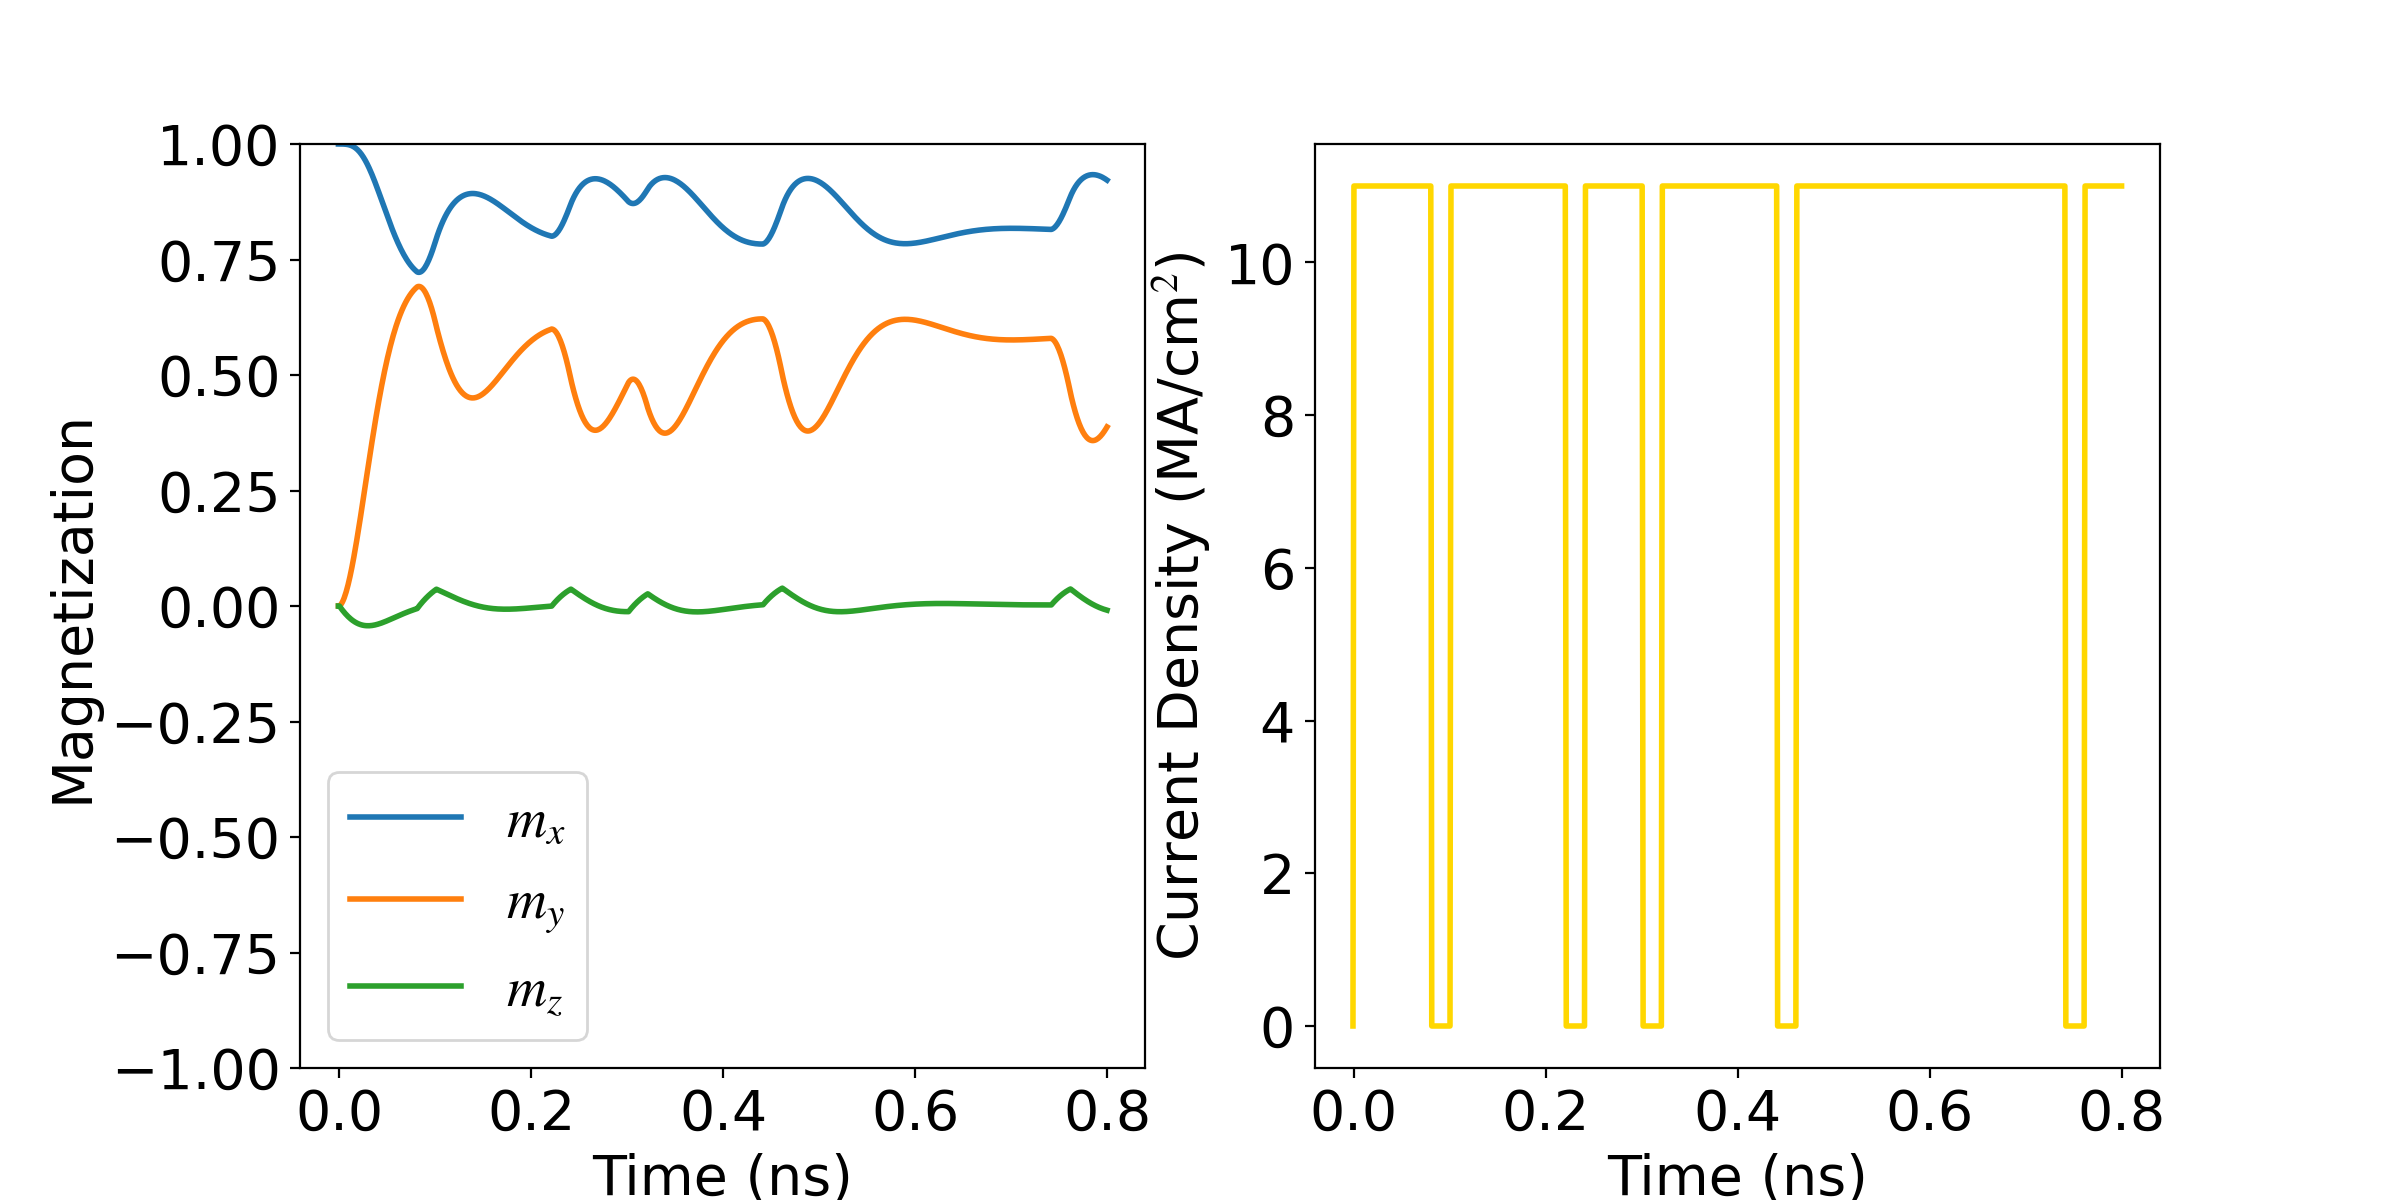 1.00
0.75
0.50
0.25
0.00
−0.25
−0.50
−0.75
−1.00
Magnetization
m_x
m_y
m_z
0.0 0.2 0.4 0.6 0.8
Time (ns)
Current Density (MA/cm²)
10
8
6
4
2
0
0.0 0.2 0.4 0.6 0.8
Time (ns)